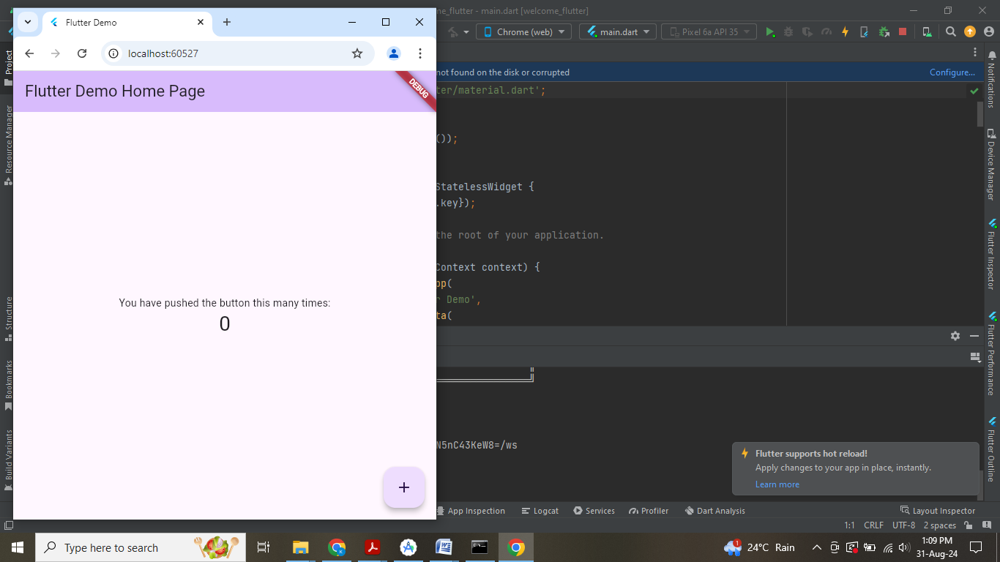 Flutter Demo
localhost:60527
Flutter Demo Home Page
DEBUG
You have pushed the button this many times:
0
me_flutter - main.dart [welcome_flutter]
Chrome (web)
main.dart
Pixel 6a API 35
not found on the disk or corrupted
Configure...
ter/material.dart';
());
StatelessWidget {
.key});
the root of your application.
Context context) {
pp(
r Demo',
ta(
N5nC43KeW8=/ws
Flutter supports hot reload!
Apply changes to your app in place, instantly.
Learn more
Project
Resource Manager
Structure
Bookmarks
Build Variants
Notifications
Device Manager
Flutter Inspector
Flutter Performance
Flutter Outline
App Inspection
Logcat
Services
Profiler
Dart Analysis
Layout Inspector
1:1
CRLF
UTF-8
2 spaces
Type here to search
1
24°C Rain
1:09 PM
31-Aug-24